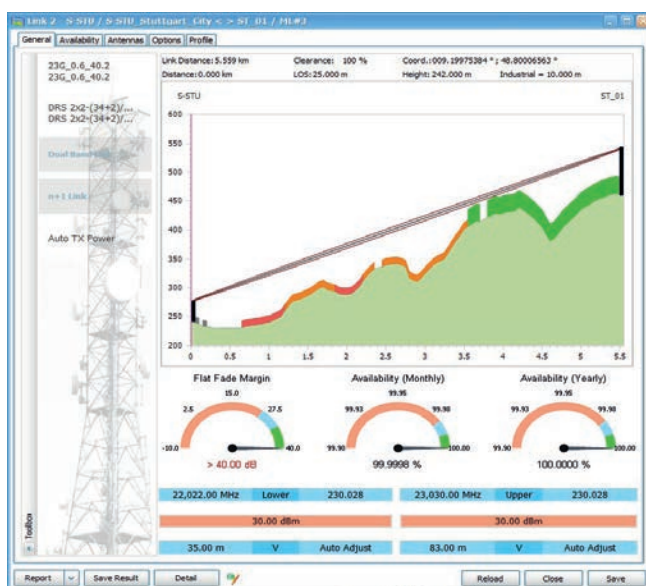 Link 2 - S-STU / S-STU_Stuttgart_City < > ST_01 / ML#3
General Availability Antennas Options Profile
23G_0.6_40.2
23G_0.6_40.2
DRS 2x2-(34+2)/...
DRS 2x2-(34+2)/...
Dual Band
n+1 Link
Auto TX Power
Toolbox
Link Distance: 5.559 km Clearance: 100 % Coord.:009.19975384 ° ; 48.80006563 °
Distance:0.000 km LOS:25.000 m Height: 242.000 m Industrial = 10.000 m
S-STU ST_01
600
550
500
450
400
350
300
250
200
0 0.5 1 1.5 2 2.5 3 3.5 4 4.5 5 5.5
Flat Fade Margin Availability (Monthly) Availability (Yearly)
15.0 99.95 99.95
2.5 27.5 99.93 99.98 99.93 99.98
-10.0 40.0 99.90 100.00 99.90 100.00
> 40.00 dB 99.9998 % 100.0000 %
22,022.00 MHz Lower 230.028 23,030.00 MHz Upper 230.028
30.00 dBm 30.00 dBm
35.00 m V Auto Adjust 83.00 m V Auto Adjust
Report Save Result Detail Reload Close Save